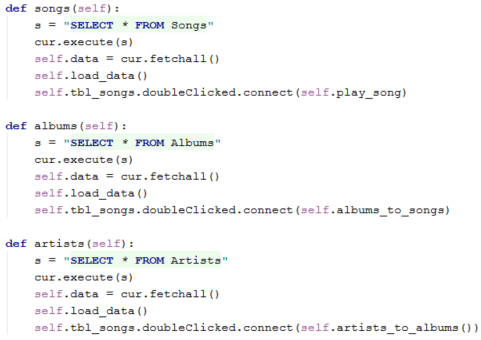 def songs(self):
    s = "SELECT * FROM Songs"
    cur.execute(s)
    self.data = cur.fetchall()
    self.load_data()
    self.tbl_songs.doubleClicked.connect(self.play_song)

def albums(self):
    s = "SELECT * FROM Albums"
    cur.execute(s)
    self.data = cur.fetchall()
    self.load_data()
    self.tbl_songs.doubleClicked.connect(self.albums_to_songs)

def artists(self):
    s = "SELECT * FROM Artists"
    cur.execute(s)
    self.data = cur.fetchall()
    self.load_data()
    self.tbl_songs.doubleClicked.connect(self.artists_to_albums())